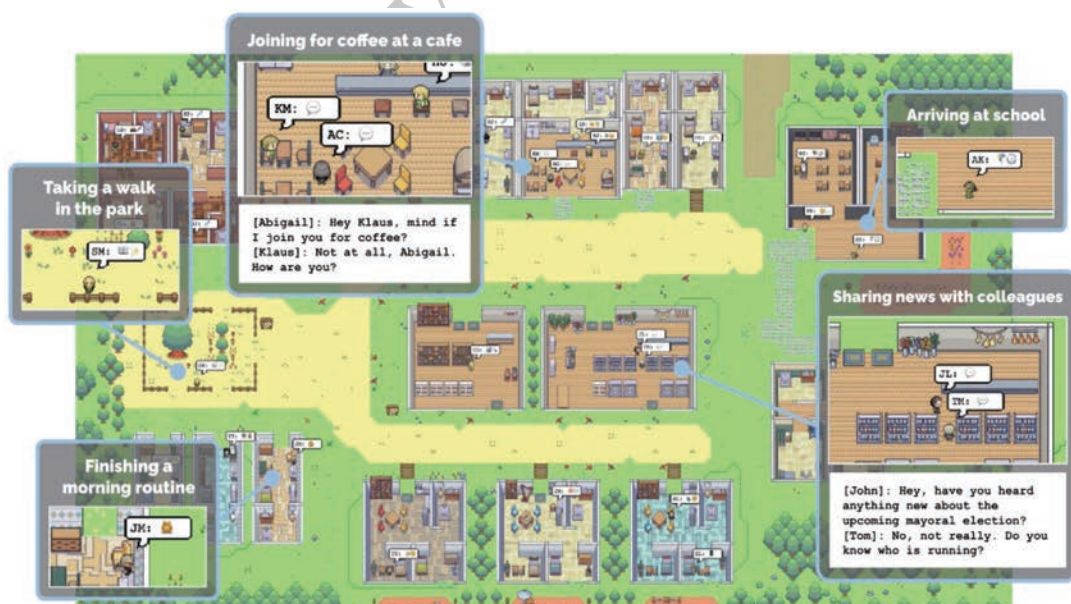 Joining for coffee at a cafe
KM:
AC:
[Abigail]: Hey Klaus, mind if
I join you for coffee?
[Klaus]: Not at all, Abigail.
How are you?
Taking a walk
in the park
SM:
Arriving at school
AK:
Sharing news with colleagues
JL:
TM:
[John]: Hey, have you heard
anything new about the
upcoming mayoral election?
[Tom]: No, not really. Do you
know who is running?
Finishing a
morning routine
JM: